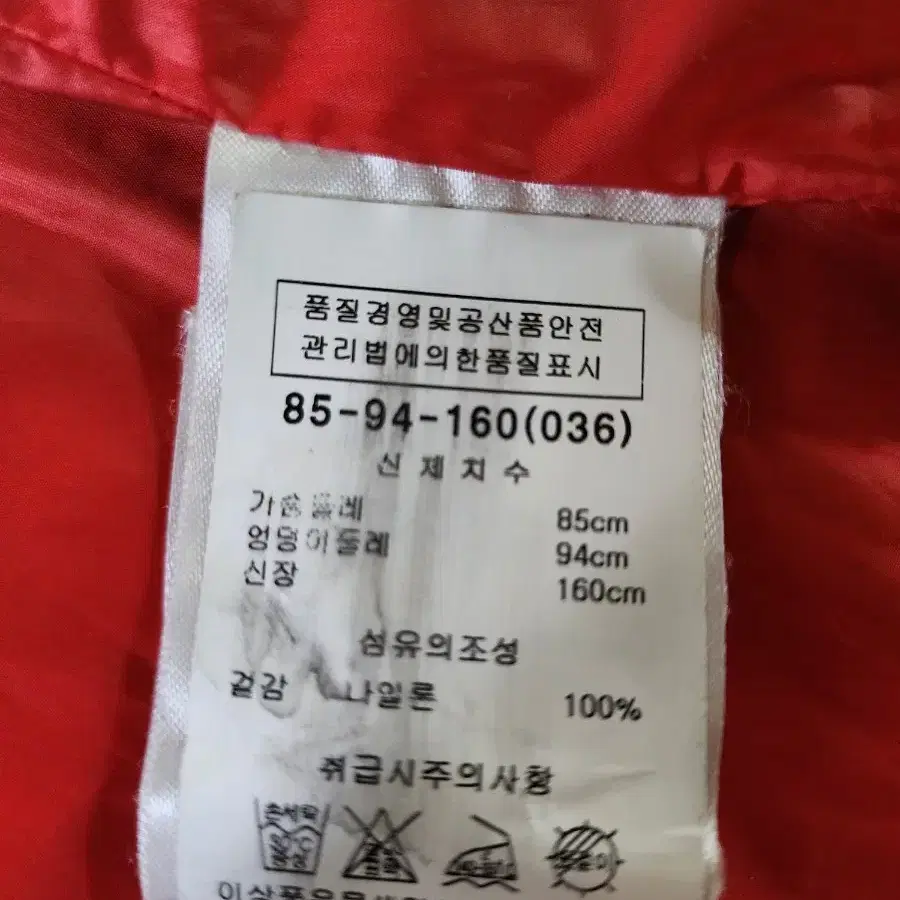 품질경영및공산품안전
관리법에의한품질표시
85-94-160(036)
신체치수
가슴둘레 85cm
엉덩이둘레 94cm
신장 160cm
섬유의조성
겉감 나일론 100%
취급시주의사항
손세탁